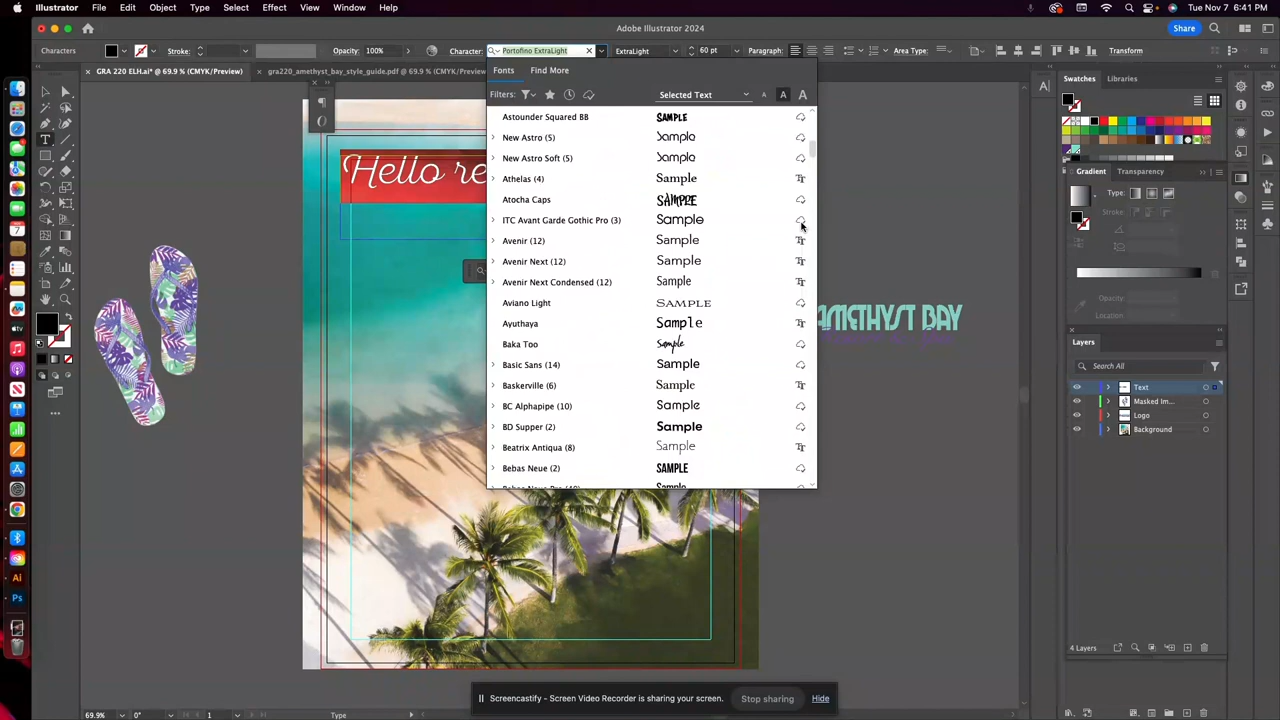 Illustrator File Edit Object Type Select Effect View Window Help Tue Nov 7 6:41 PM
Adobe Illustrator 2024 Share
Characters Stroke: Opacity: 100% Character: Portofino ExtraLight ExtraLight 60 pt Paragraph: Area Type: Transform
GRA 220 ELH.ai* @ 69.9 % (CMYK/Preview) gra220_amethyst_bay_style_guide.pdf @ 69.9 % (CMYK/Preview
Fonts Find More
Filters: Selected Text
Astounder Squared BB SAMPLE
New Astro (5) Sample
New Astro Soft (5) Sample
Athelas (4) Sample
Atocha Caps SAMPLE
ITC Avant Garde Gothic Pro (3) Sample
Avenir (12) Sample
Avenir Next (12) Sample
Avenir Next Condensed (12) Sample
Aviano Light SAMPLE
Ayuthaya Sample
Baka Too Sample
Basic Sans (14) Sample
Baskerville (6) Sample
BC Alphapipe (10) Sample
BD Supper (2) Sample
Beatrix Antiqua (8) Sample
Bebas Neue (2) SAMPLE
Hello re
AMETHYST BAY
Swatches Libraries
Gradient Transparency
Type:
Stroke:
Opacity:
Location:
Layers
Search All
Text
Masked Im...
Logo
Background
4 Layers
Screencastify - Screen Video Recorder is sharing your screen. Stop sharing Hide
69.9% 0° 1 Type